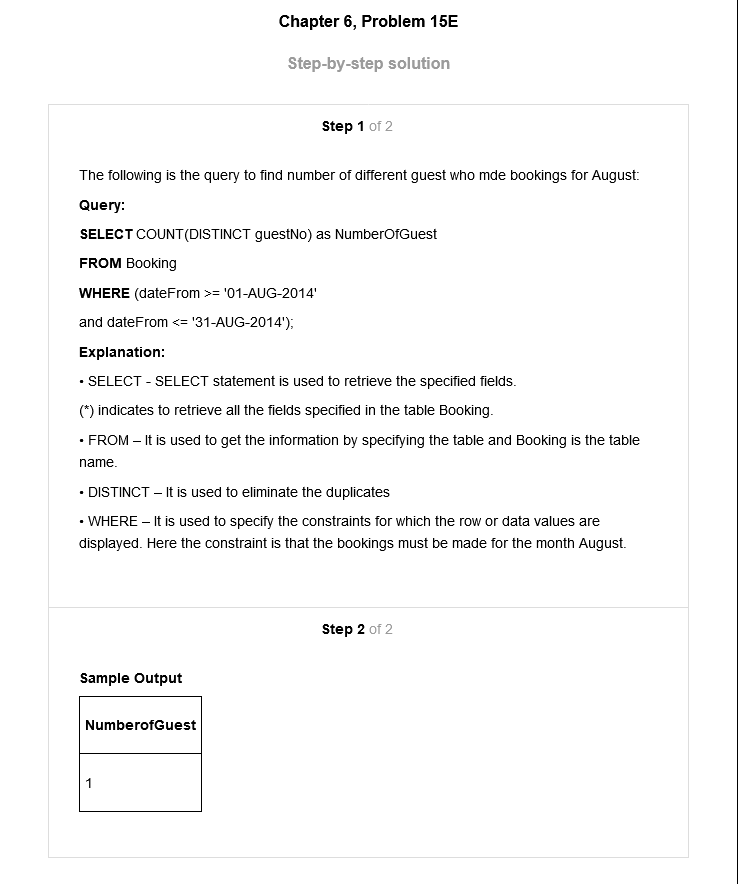 Chapter 6, Problem 15E
Step-by-step solution
Step 1 of 2
The following is the query to find number of different guest who mde bookings for August:
Query:
SELECT COUNT(DISTINCT guestNo) as NumberOfGuest
FROM Booking
WHERE (dateFrom >= '01-AUG-2014'
and dateFrom <= '31-AUG-2014');
Explanation:
• SELECT - SELECT statement is used to retrieve the specified fields.
(*) indicates to retrieve all the fields specified in the table Booking.
• FROM – It is used to get the information by specifying the table and Booking is the table
name.
• DISTINCT – It is used to eliminate the duplicates
• WHERE – It is used to specify the constraints for which the row or data values are
displayed. Here the constraint is that the bookings must be made for the month August.
Step 2 of 2
Sample Output
NumberofGuest
1